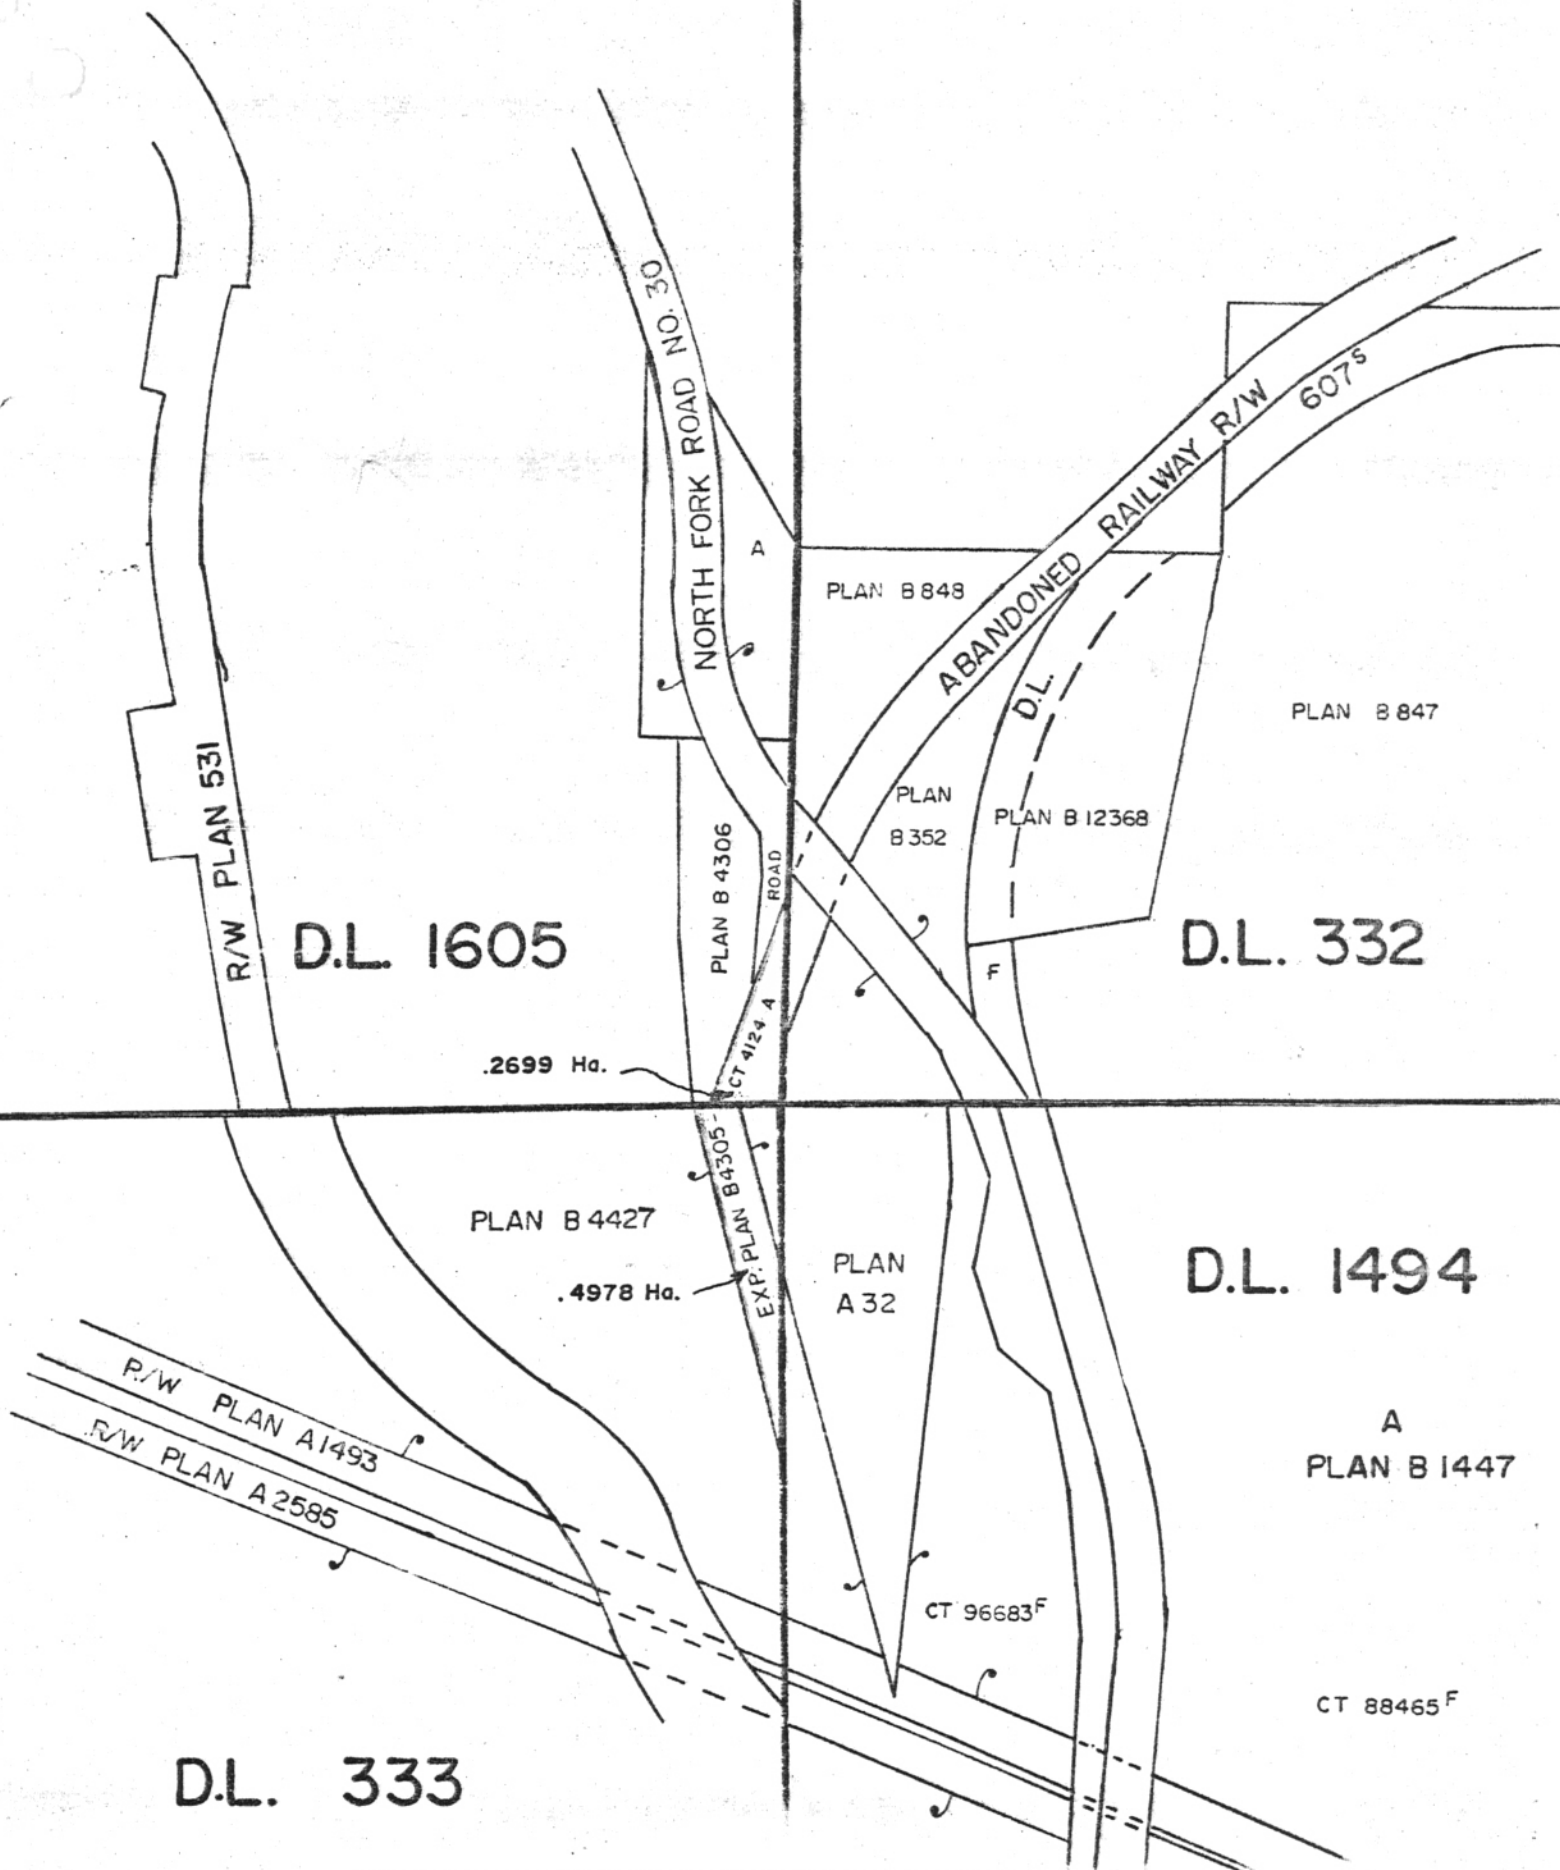 NORTH FORK ROAD NO. 30
ABANDONED RAILWAY R/W
607ˢ
A
PLAN B 848
D.L.
PLAN B 847
R/W PLAN 531
PLAN B 4306
ROAD
PLAN
B 352
PLAN B 12368
D.L. 1605
D.L. 332
F
CT 4124 A
.2699 Ha.
EXP. PLAN B4305-
PLAN B 4427
.4978 Ha.
PLAN
A 32
D.L. 1494
R/W PLAN A1493
R/W PLAN A 2585
A
PLAN B 1447
CT 96683ᶠ
CT 88465ᶠ
D.L. 333